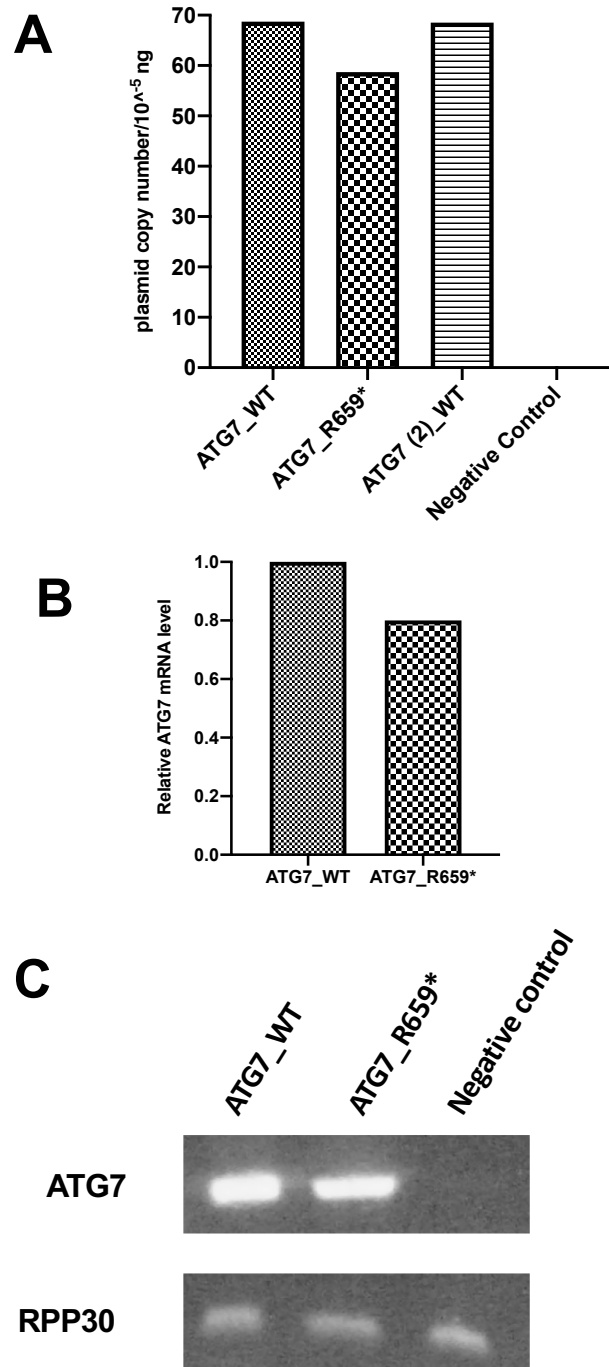 A
plasmid copy number/10^-5 ng
70
60
50
40
30
20
10
0
ATG7_WT
ATG7_R659*
ATG7 (2)_WT
Negative Control
B
Relative ATG7 mRNA level
1.0
0.8
0.6
0.4
0.2
0.0
ATG7_WT ATG7_R659*
C
ATG7_WT
ATG7_R659*
Negative control
ATG7
RPP30